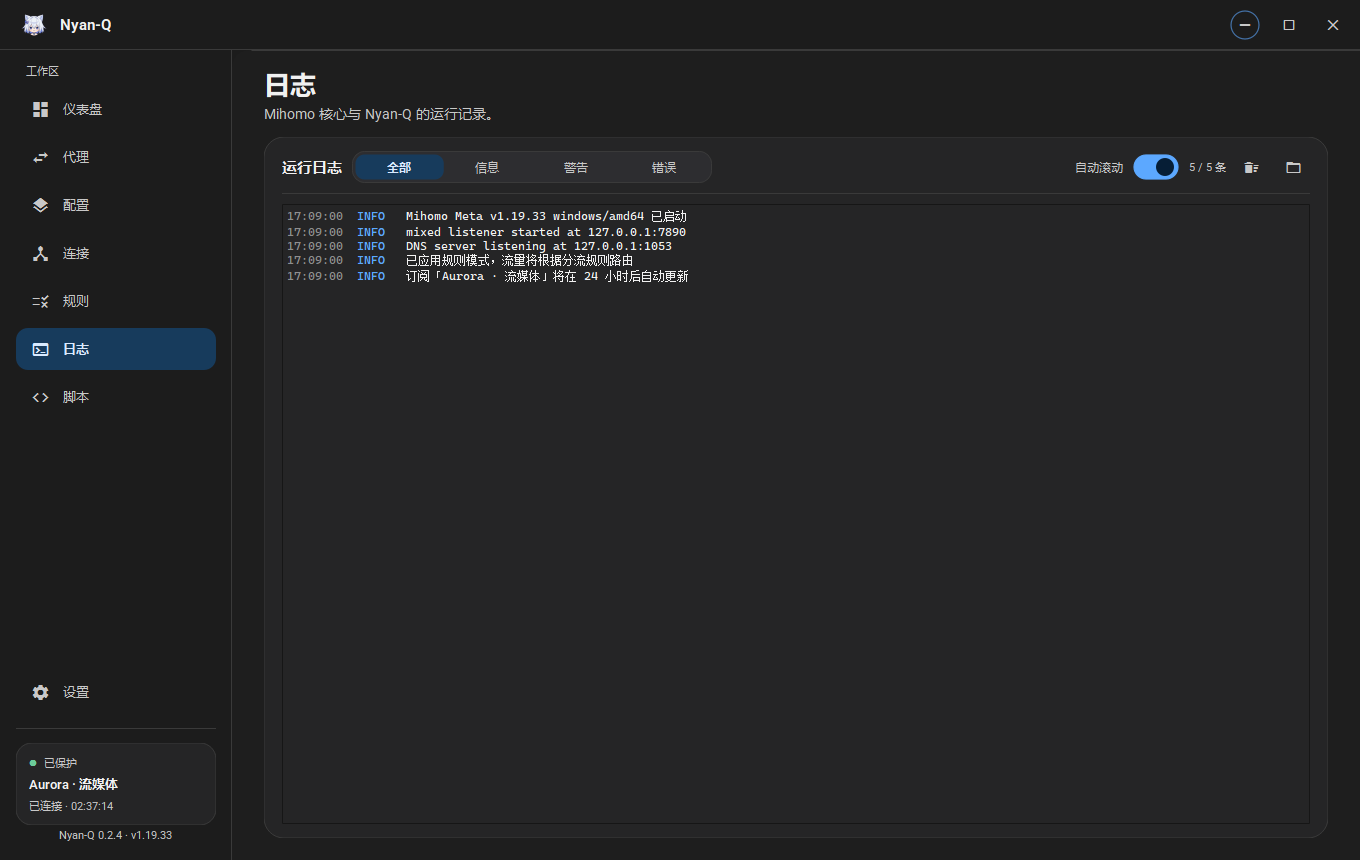 Nyan-Q
工作区
仪表盘
代理
配置
连接
规则
日志
脚本
设置
已保护
Aurora · 流媒体
已连接 · 02:37:14
Nyan-Q 0.2.4 · v1.19.33
日志
Mihomo 核心与 Nyan-Q 的运行记录。
运行日志 全部 信息 警告 错误 自动滚动 5 / 5 条
17:09:00 INFO Mihomo Meta v1.19.33 windows/amd64 已启动
17:09:00 INFO mixed listener started at 127.0.0.1:7890
17:09:00 INFO DNS server listening at 127.0.0.1:1053
17:09:00 INFO 已应用规则模式，流量将根据分流规则路由
17:09:00 INFO 订阅「Aurora · 流媒体」将在 24 小时后自动更新